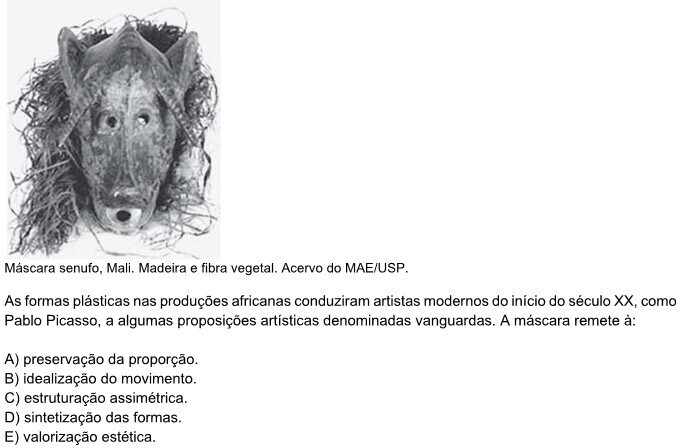 Máscara senufo, Mali. Madeira e fibra vegetal. Acervo do MAE/USP.
As formas plásticas nas produções africanas conduziram artistas modernos do início do século XX, como
Pablo Picasso, a algumas proposições artísticas denominadas vanguardas. A máscara remete à:
A) preservação da proporção.
B) idealização do movimento.
C) estruturação assimétrica.
D) sintetização das formas.
E) valorização estética.